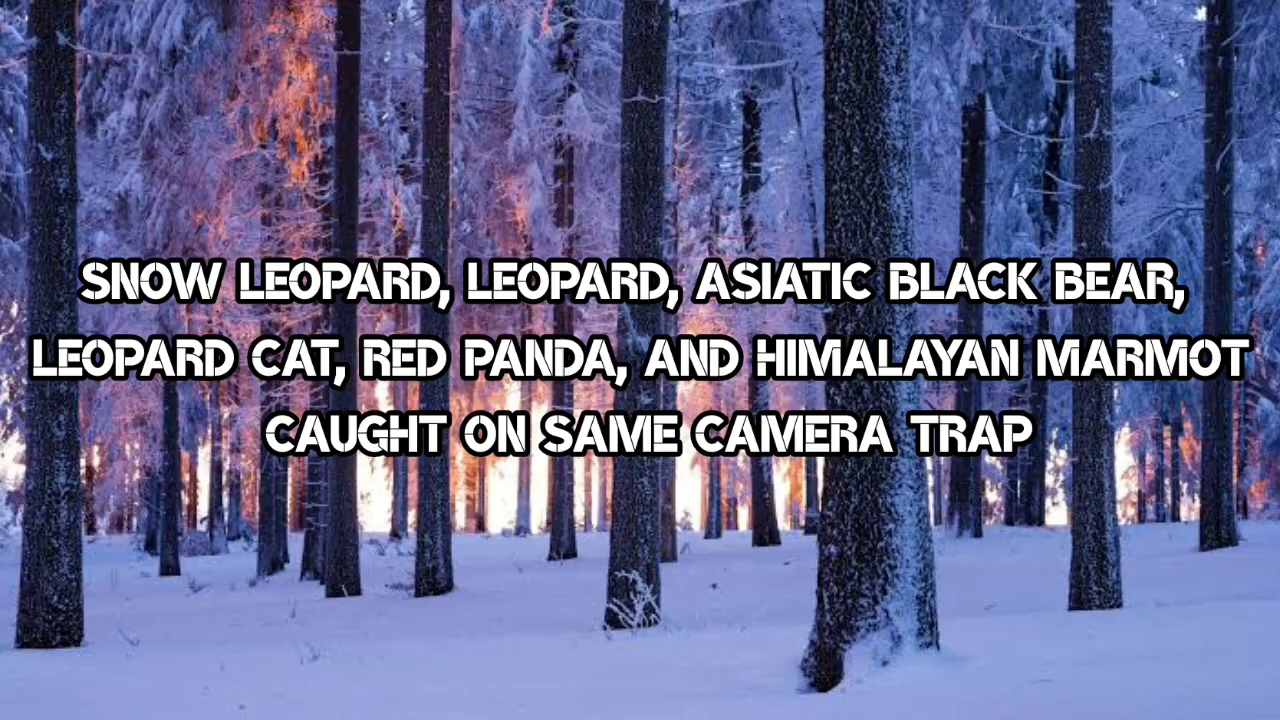 SNOW LEOPARD, LEOPARD, ASIATIC BLACK BEAR,
LEOPARD CAT, RED PANDA, AND HIMALAYAN MARMOT
CAUGHT ON SAME CAMERA TRAP